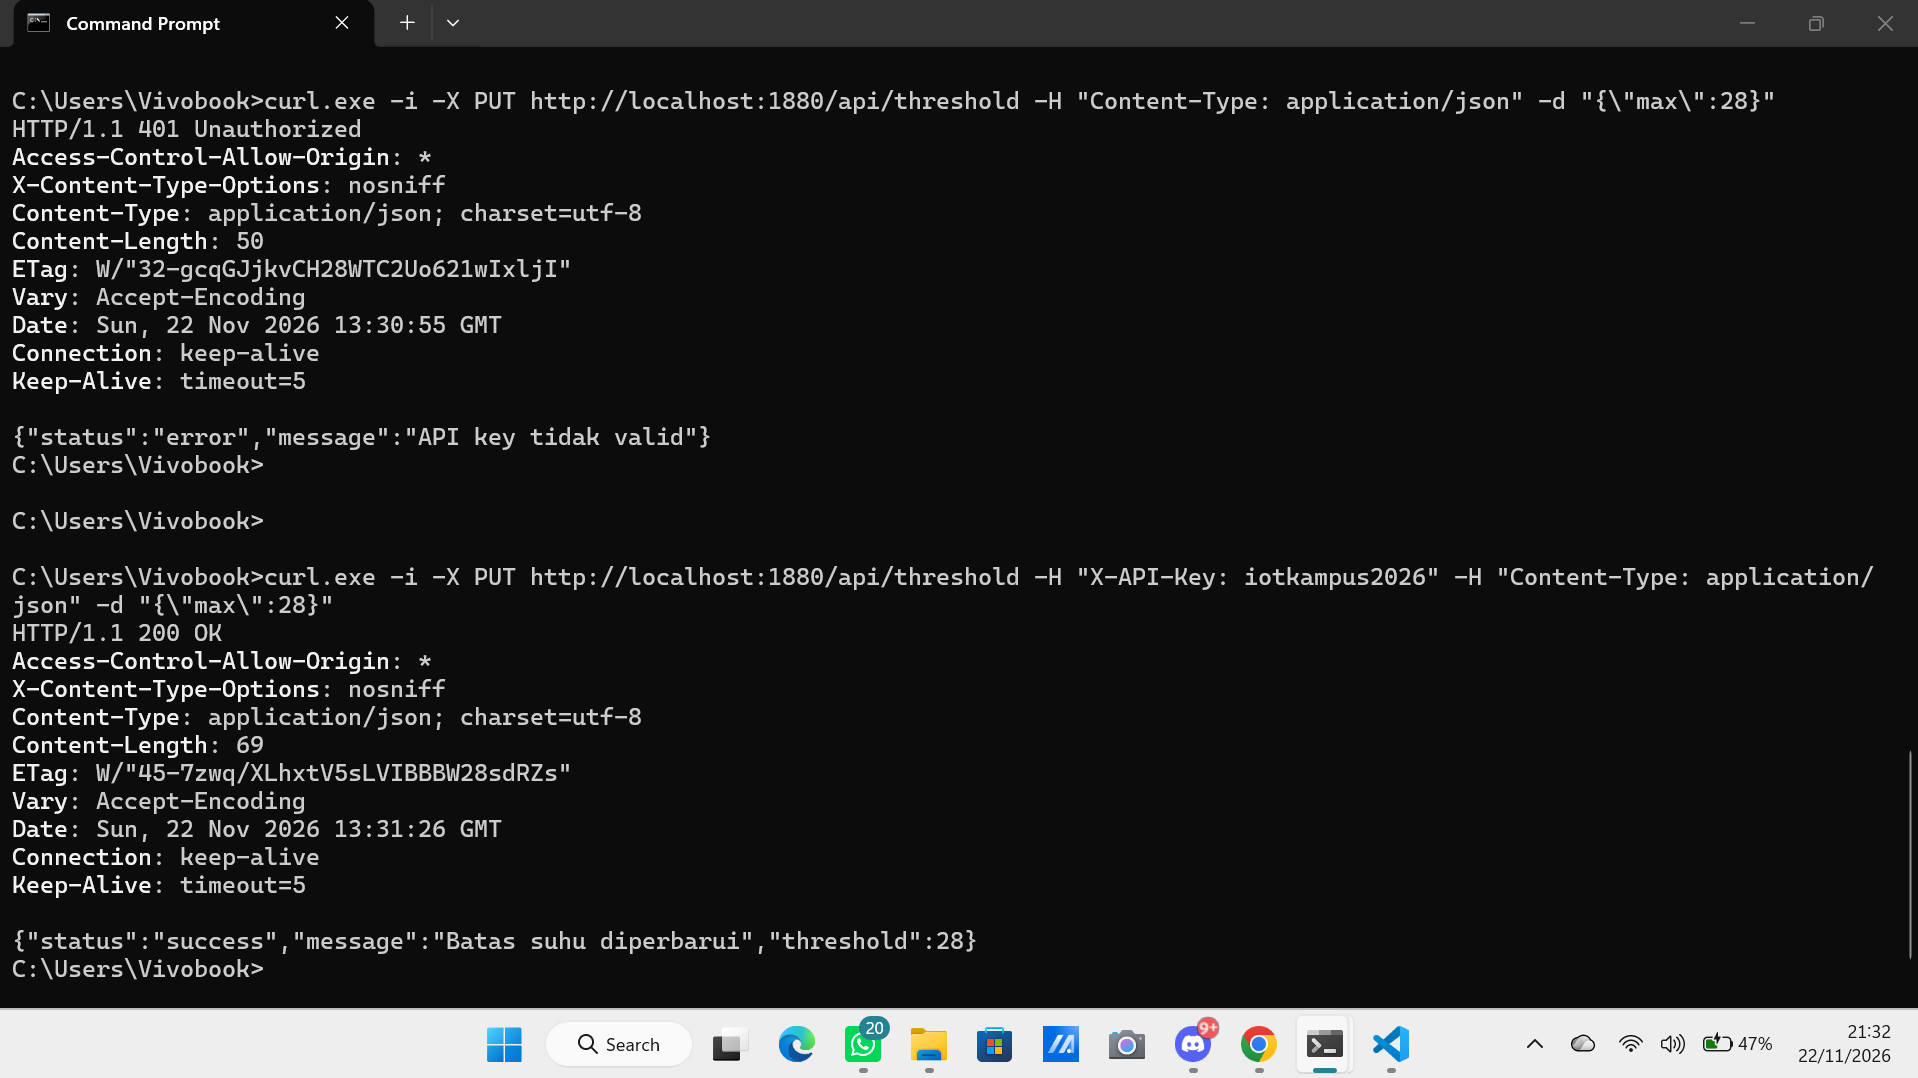 Command Prompt
C:\Users\Vivobook>curl.exe -i -X PUT http://localhost:1880/api/threshold -H "Content-Type: application/json" -d "{\"max\":28}"
HTTP/1.1 401 Unauthorized
Access-Control-Allow-Origin: *
X-Content-Type-Options: nosniff
Content-Type: application/json; charset=utf-8
Content-Length: 50
ETag: W/"32-gcqGJjkvCH28WTC2Uo621wIxljI"
Vary: Accept-Encoding
Date: Sun, 22 Nov 2026 13:30:55 GMT
Connection: keep-alive
Keep-Alive: timeout=5
{"status":"error","message":"API key tidak valid"}
C:\Users\Vivobook>
C:\Users\Vivobook>
C:\Users\Vivobook>curl.exe -i -X PUT http://localhost:1880/api/threshold -H "X-API-Key: iotkampus2026" -H "Content-Type: application/
json" -d "{\"max\":28}"
HTTP/1.1 200 OK
Access-Control-Allow-Origin: *
X-Content-Type-Options: nosniff
Content-Type: application/json; charset=utf-8
Content-Length: 69
ETag: W/"45-7zwq/XLhxtV5sLVIBBBW28sdRZs"
Vary: Accept-Encoding
Date: Sun, 22 Nov 2026 13:31:26 GMT
Connection: keep-alive
Keep-Alive: timeout=5
{"status":"success","message":"Batas suhu diperbarui","threshold":28}
C:\Users\Vivobook>
Search
20
9+
47%
21:32
22/11/2026